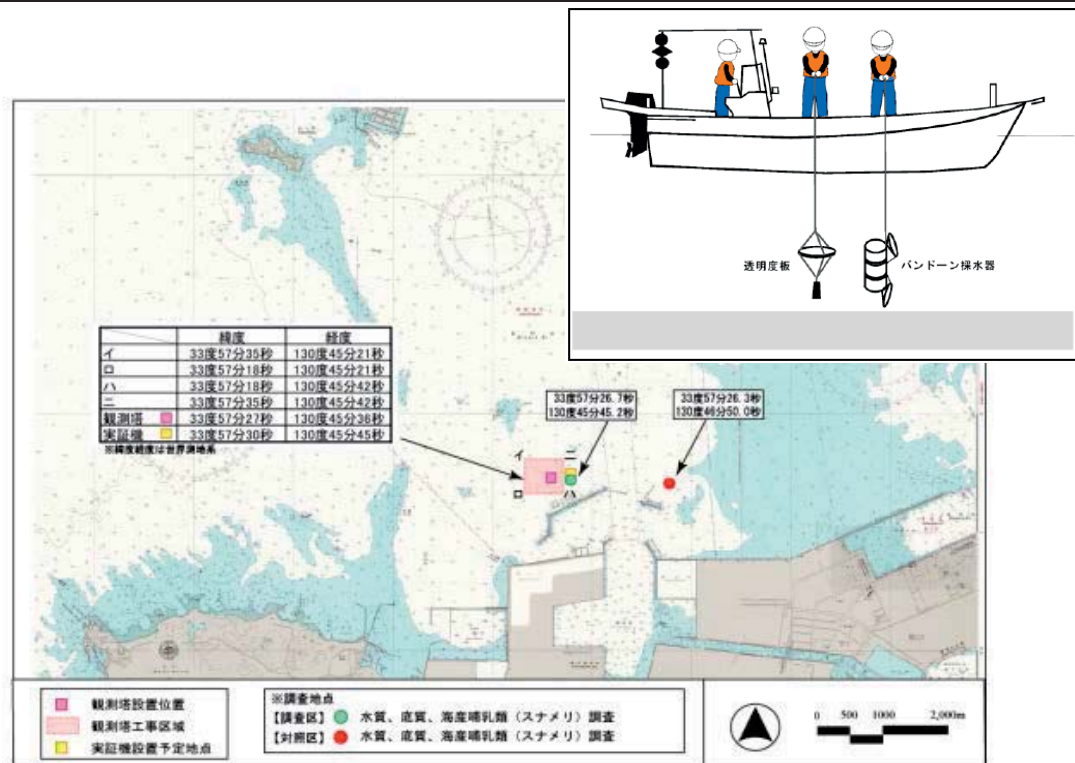 透明度板
バンドーン採水器
緯度 経度
イ 33度57分35秒 130度45分21秒
ロ 33度57分18秒 130度45分21秒
ハ 33度57分18秒 130度45分42秒
ニ 33度57分35秒 130度45分42秒
観測塔 33度57分27秒 130度45分36秒
実証機 33度57分30秒 130度45分45秒
※緯度経度は世界測地系
33度57分26.7秒
130度45分45.2秒
33度57分26.3秒
130度46分50.0秒
イ ニ
ロ ハ
観測塔設置位置
観測塔工事区域
実証機設置予定地点
※調査地点
【調査区】 水質、底質、海産哺乳類（スナメリ）調査
【対照区】 水質、底質、海産哺乳類（スナメリ）調査
0 500 1000 2,000m